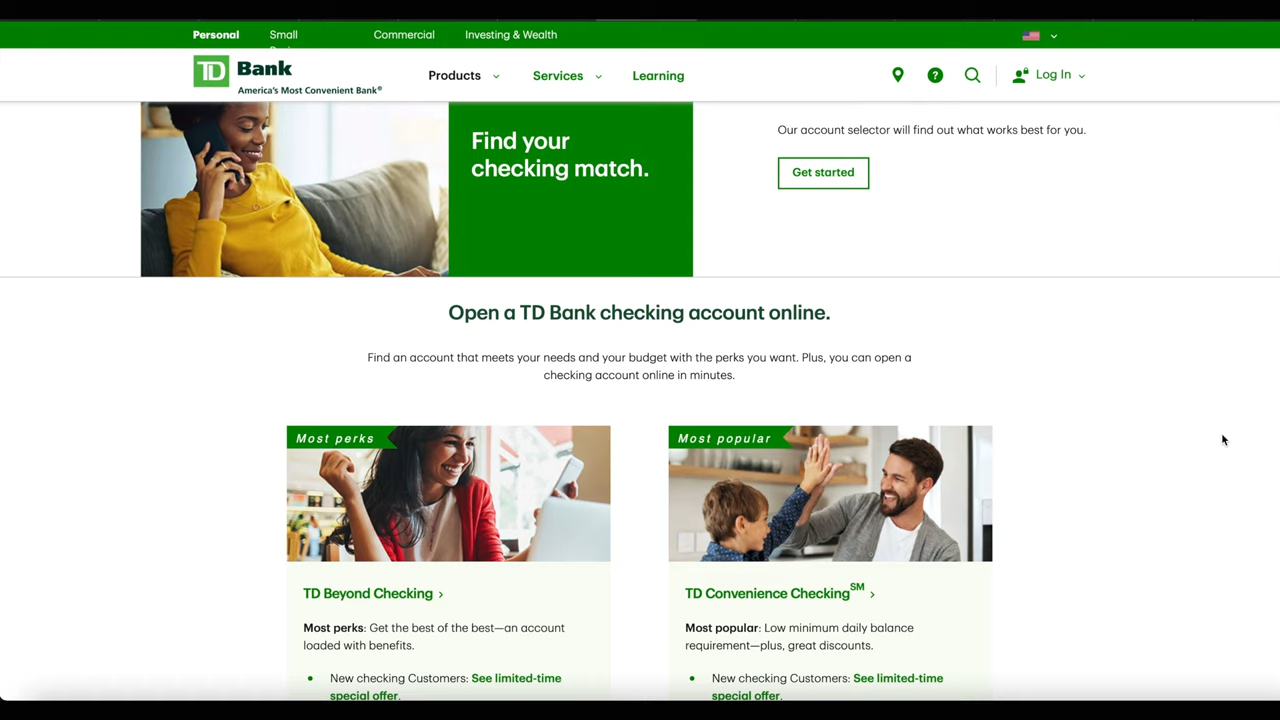 Personal
Small
Commercial
Investing & Wealth
TD
Bank
America's Most Convenient Bank®
Products
Services
Learning
?
Log In
Find your
checking match.
Our account selector will find out what works best for you.
Get started
Open a TD Bank checking account online.
Find an account that meets your needs and your budget with the perks you want. Plus, you can open a
checking account online in minutes.
Most perks
TD Beyond Checking ›
Most perks: Get the best of the best—an account
loaded with benefits.
• New checking Customers: See limited-time
special offer.
Most popular
TD Convenience Checking℠ ›
Most popular: Low minimum daily balance
requirement—plus, great discounts.
• New checking Customers: See limited-time
special offer.